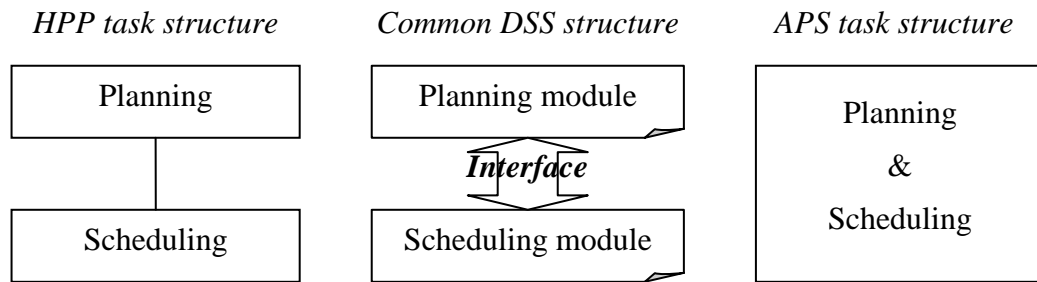 HPP task structure
Common DSS structure
APS task structure
Planning
Scheduling
Planning module
Interface
Scheduling module
Planning
&
Scheduling